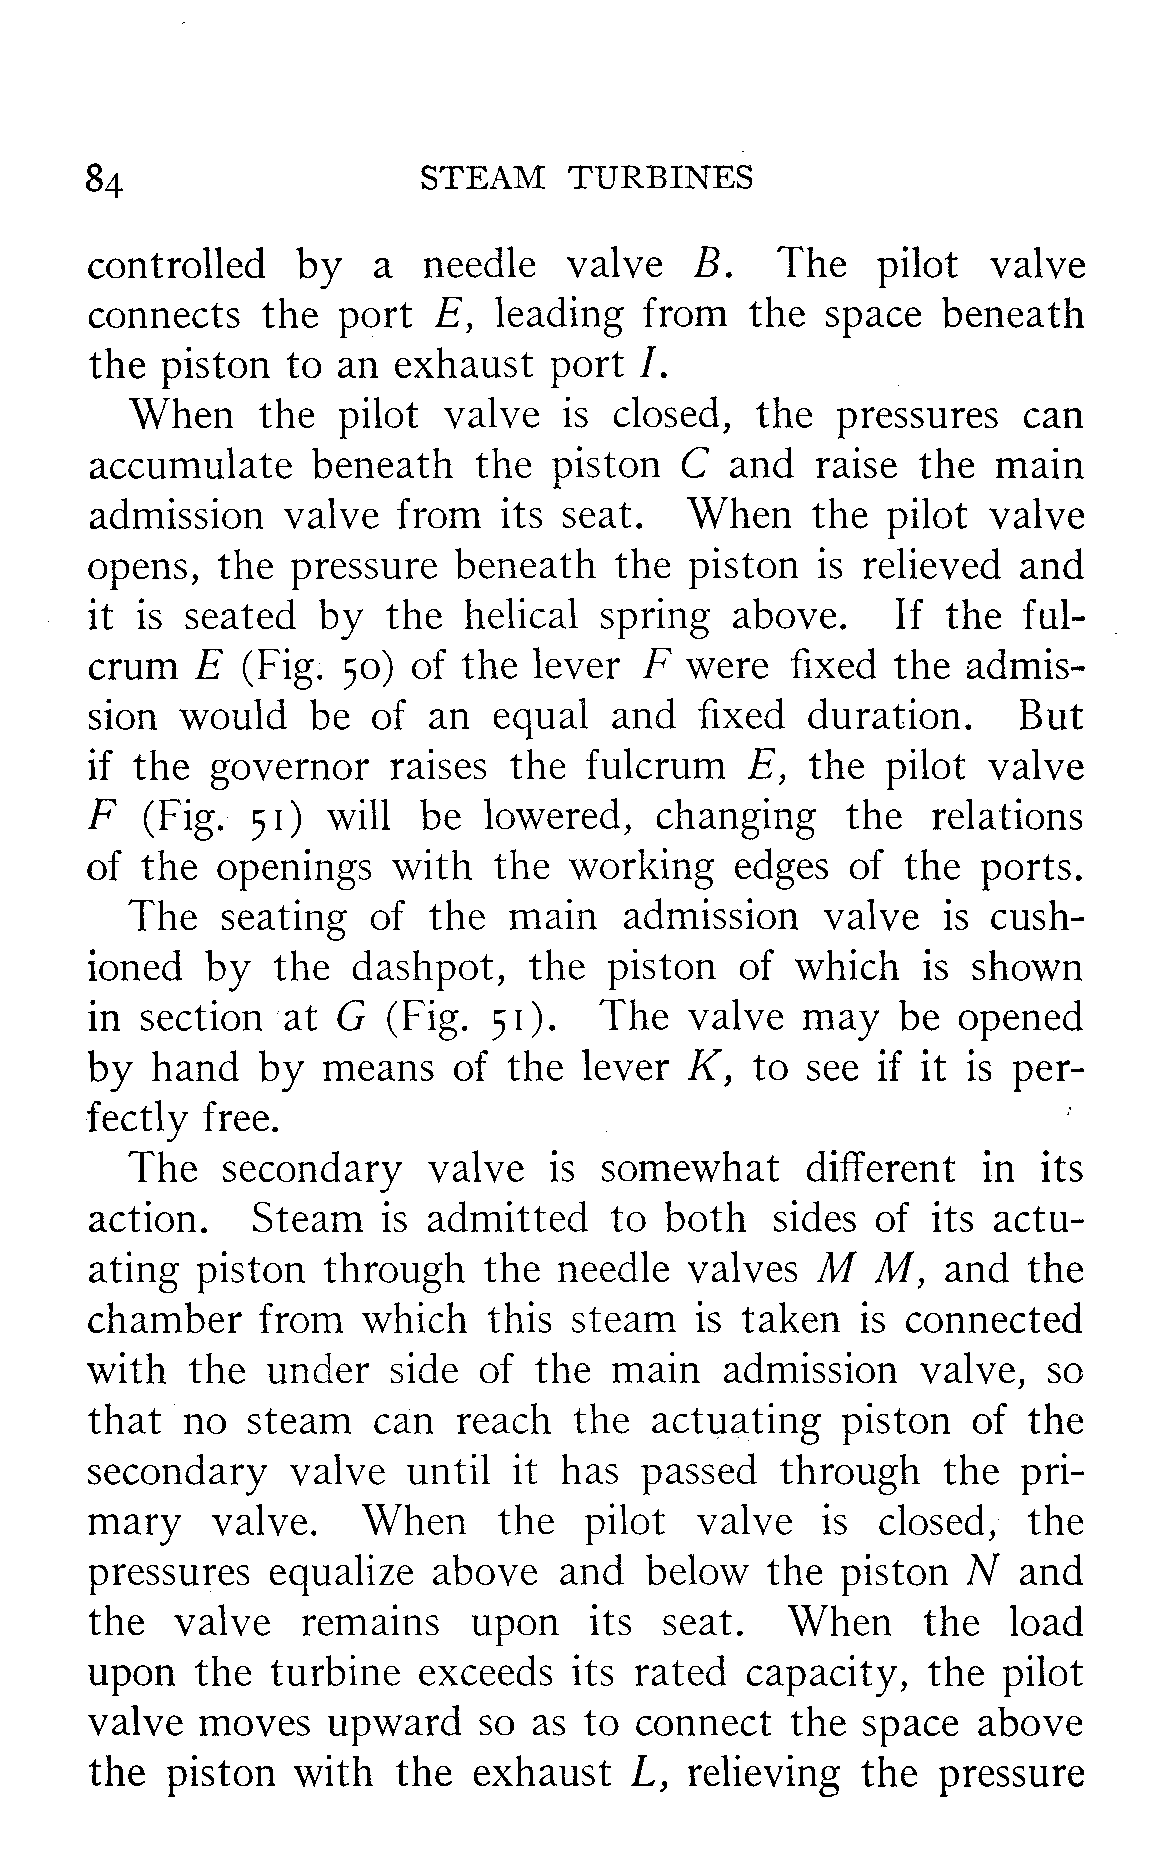 84 STEAM TURBINES
controlled by a needle valve B. The pilot valve
connects the port E, leading from the space beneath
the piston to an exhaust port I.
When the pilot valve is closed, the pressures can
accumulate beneath the piston C and raise the main
admission valve from its seat. When the pilot valve
opens, the pressure beneath the piston is relieved and
it is seated by the helical spring above. If the ful-
crum E (Fig. 50) of the lever F were fixed the admis-
sion would be of an equal and fixed duration. But
if the governor raises the fulcrum E, the pilot valve
F (Fig. 51) will be lowered, changing the relations
of the openings with the working edges of the ports.
The seating of the main admission valve is cush-
ioned by the dashpot, the piston of which is shown
in section at G (Fig. 51). The valve may be opened
by hand by means of the lever K, to see if it is per-
fectly free.
The secondary valve is somewhat different in its
action. Steam is admitted to both sides of its actu-
ating piston through the needle valves M M, and the
chamber from which this steam is taken is connected
with the under side of the main admission valve, so
that no steam can reach the actuating piston of the
secondary valve until it has passed through the pri-
mary valve. When the pilot valve is closed, the
pressures equalize above and below the piston N and
the valve remains upon its seat. When the load
upon the turbine exceeds its rated capacity, the pilot
valve moves upward so as to connect the space above
the piston with the exhaust L, relieving the pressure